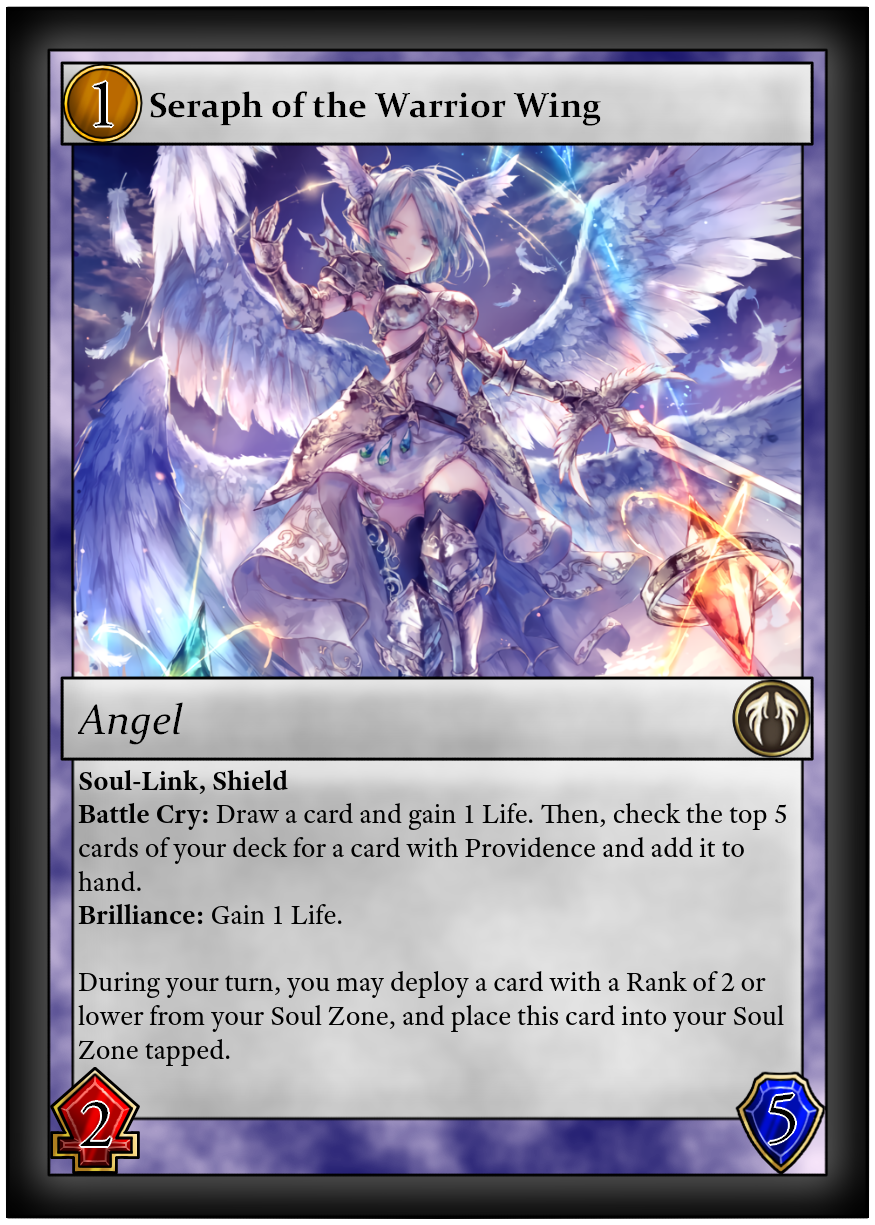 1
Seraph of the Warrior Wing
Angel
Soul-Link, Shield
Battle Cry: Draw a card and gain 1 Life. Then, check the top 5
cards of your deck for a card with Providence and add it to
hand.
Brilliance: Gain 1 Life.
During your turn, you may deploy a card with a Rank of 2 or
lower from your Soul Zone, and place this card into your Soul
Zone tapped.
2
5